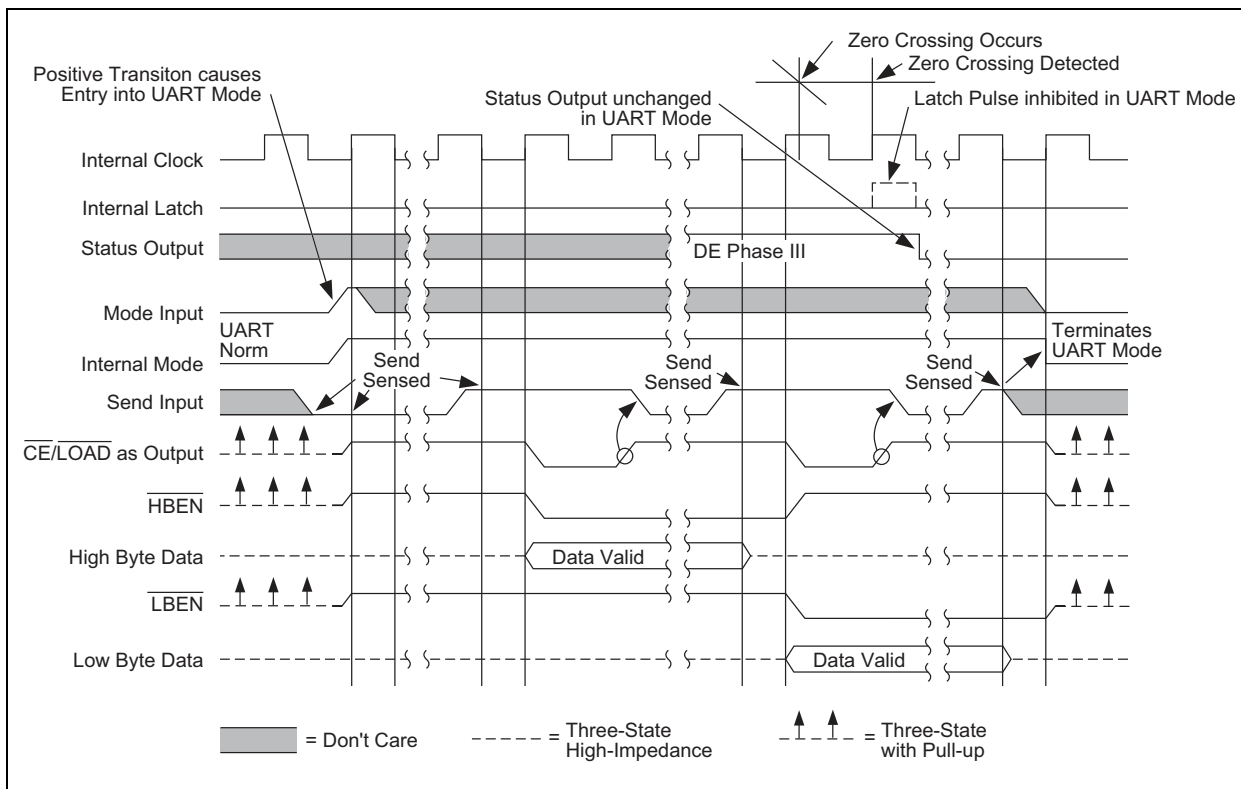 Zero Crossing Occurs
Zero Crossing Detected
Positive Transiton causes
Entry into UART Mode
Status Output unchanged
in UART Mode
Latch Pulse inhibited in UART Mode
Internal Clock
Internal Latch
Status Output
DE Phase III
Mode Input
UART
Norm
Terminates
UART Mode
Internal Mode
Send
Sensed
Send
Sensed
Send
Sensed
Send Input
CE/LOAD as Output
HBEN
High Byte Data
Data Valid
LBEN
Low Byte Data
Data Valid
= Don't Care
= Three-State
High-Impedance
= Three-State
with Pull-up